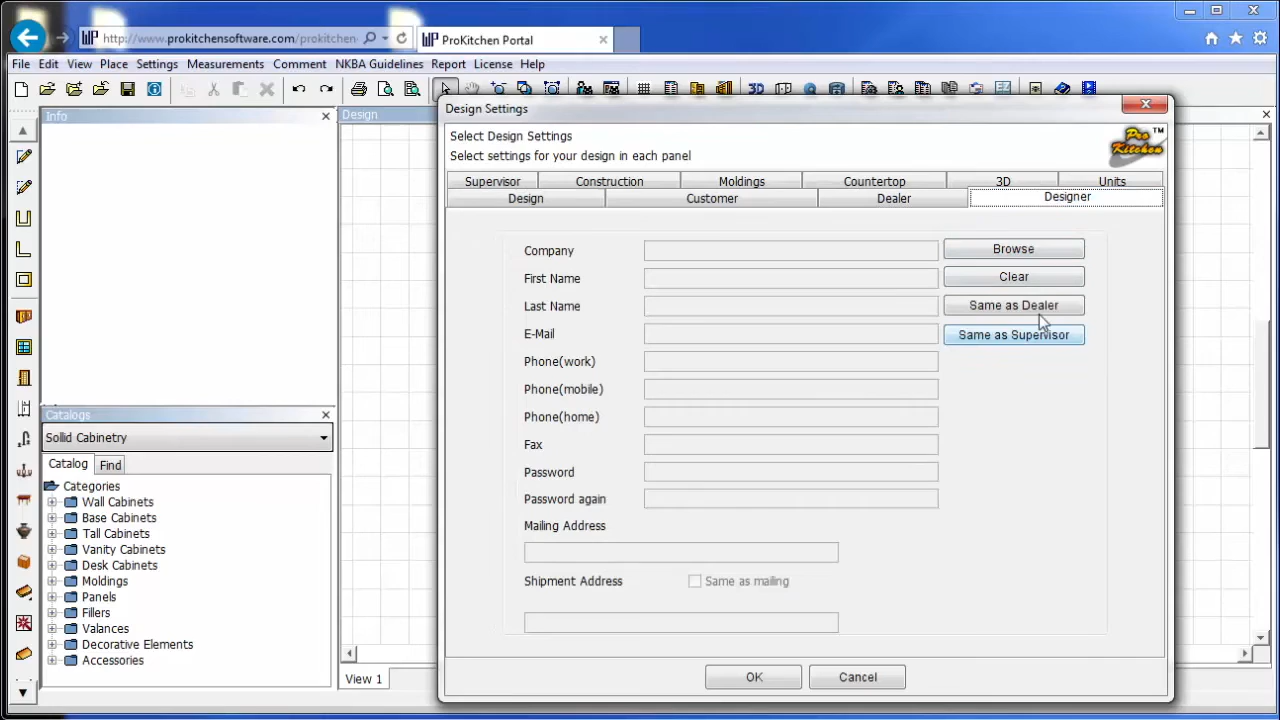 http://www.prokitchensoftware.com/prokitchen
ProKitchen Portal
File Edit View Place Settings Measurements Comment NKBA Guidelines Report License Help
3D
EZ
Info
Design
Design Settings
Select Design Settings
Select settings for your design in each panel
Pro Kitchen ™
Supervisor Construction Moldings Countertop 3D Units
Design Customer Dealer Designer
Company Browse
First Name Clear
Last Name Same as Dealer
E-Mail Same as Supervisor
Phone(work)
Phone(mobile)
Phone(home)
Fax
Password
Password again
Mailing Address
Shipment Address Same as mailing
OK Cancel
Catalogs
Sollid Cabinetry
Catalog Find
Categories
Wall Cabinets
Base Cabinets
Tall Cabinets
Vanity Cabinets
Desk Cabinets
Moldings
Panels
Fillers
Valances
Decorative Elements
Accessories
View 1